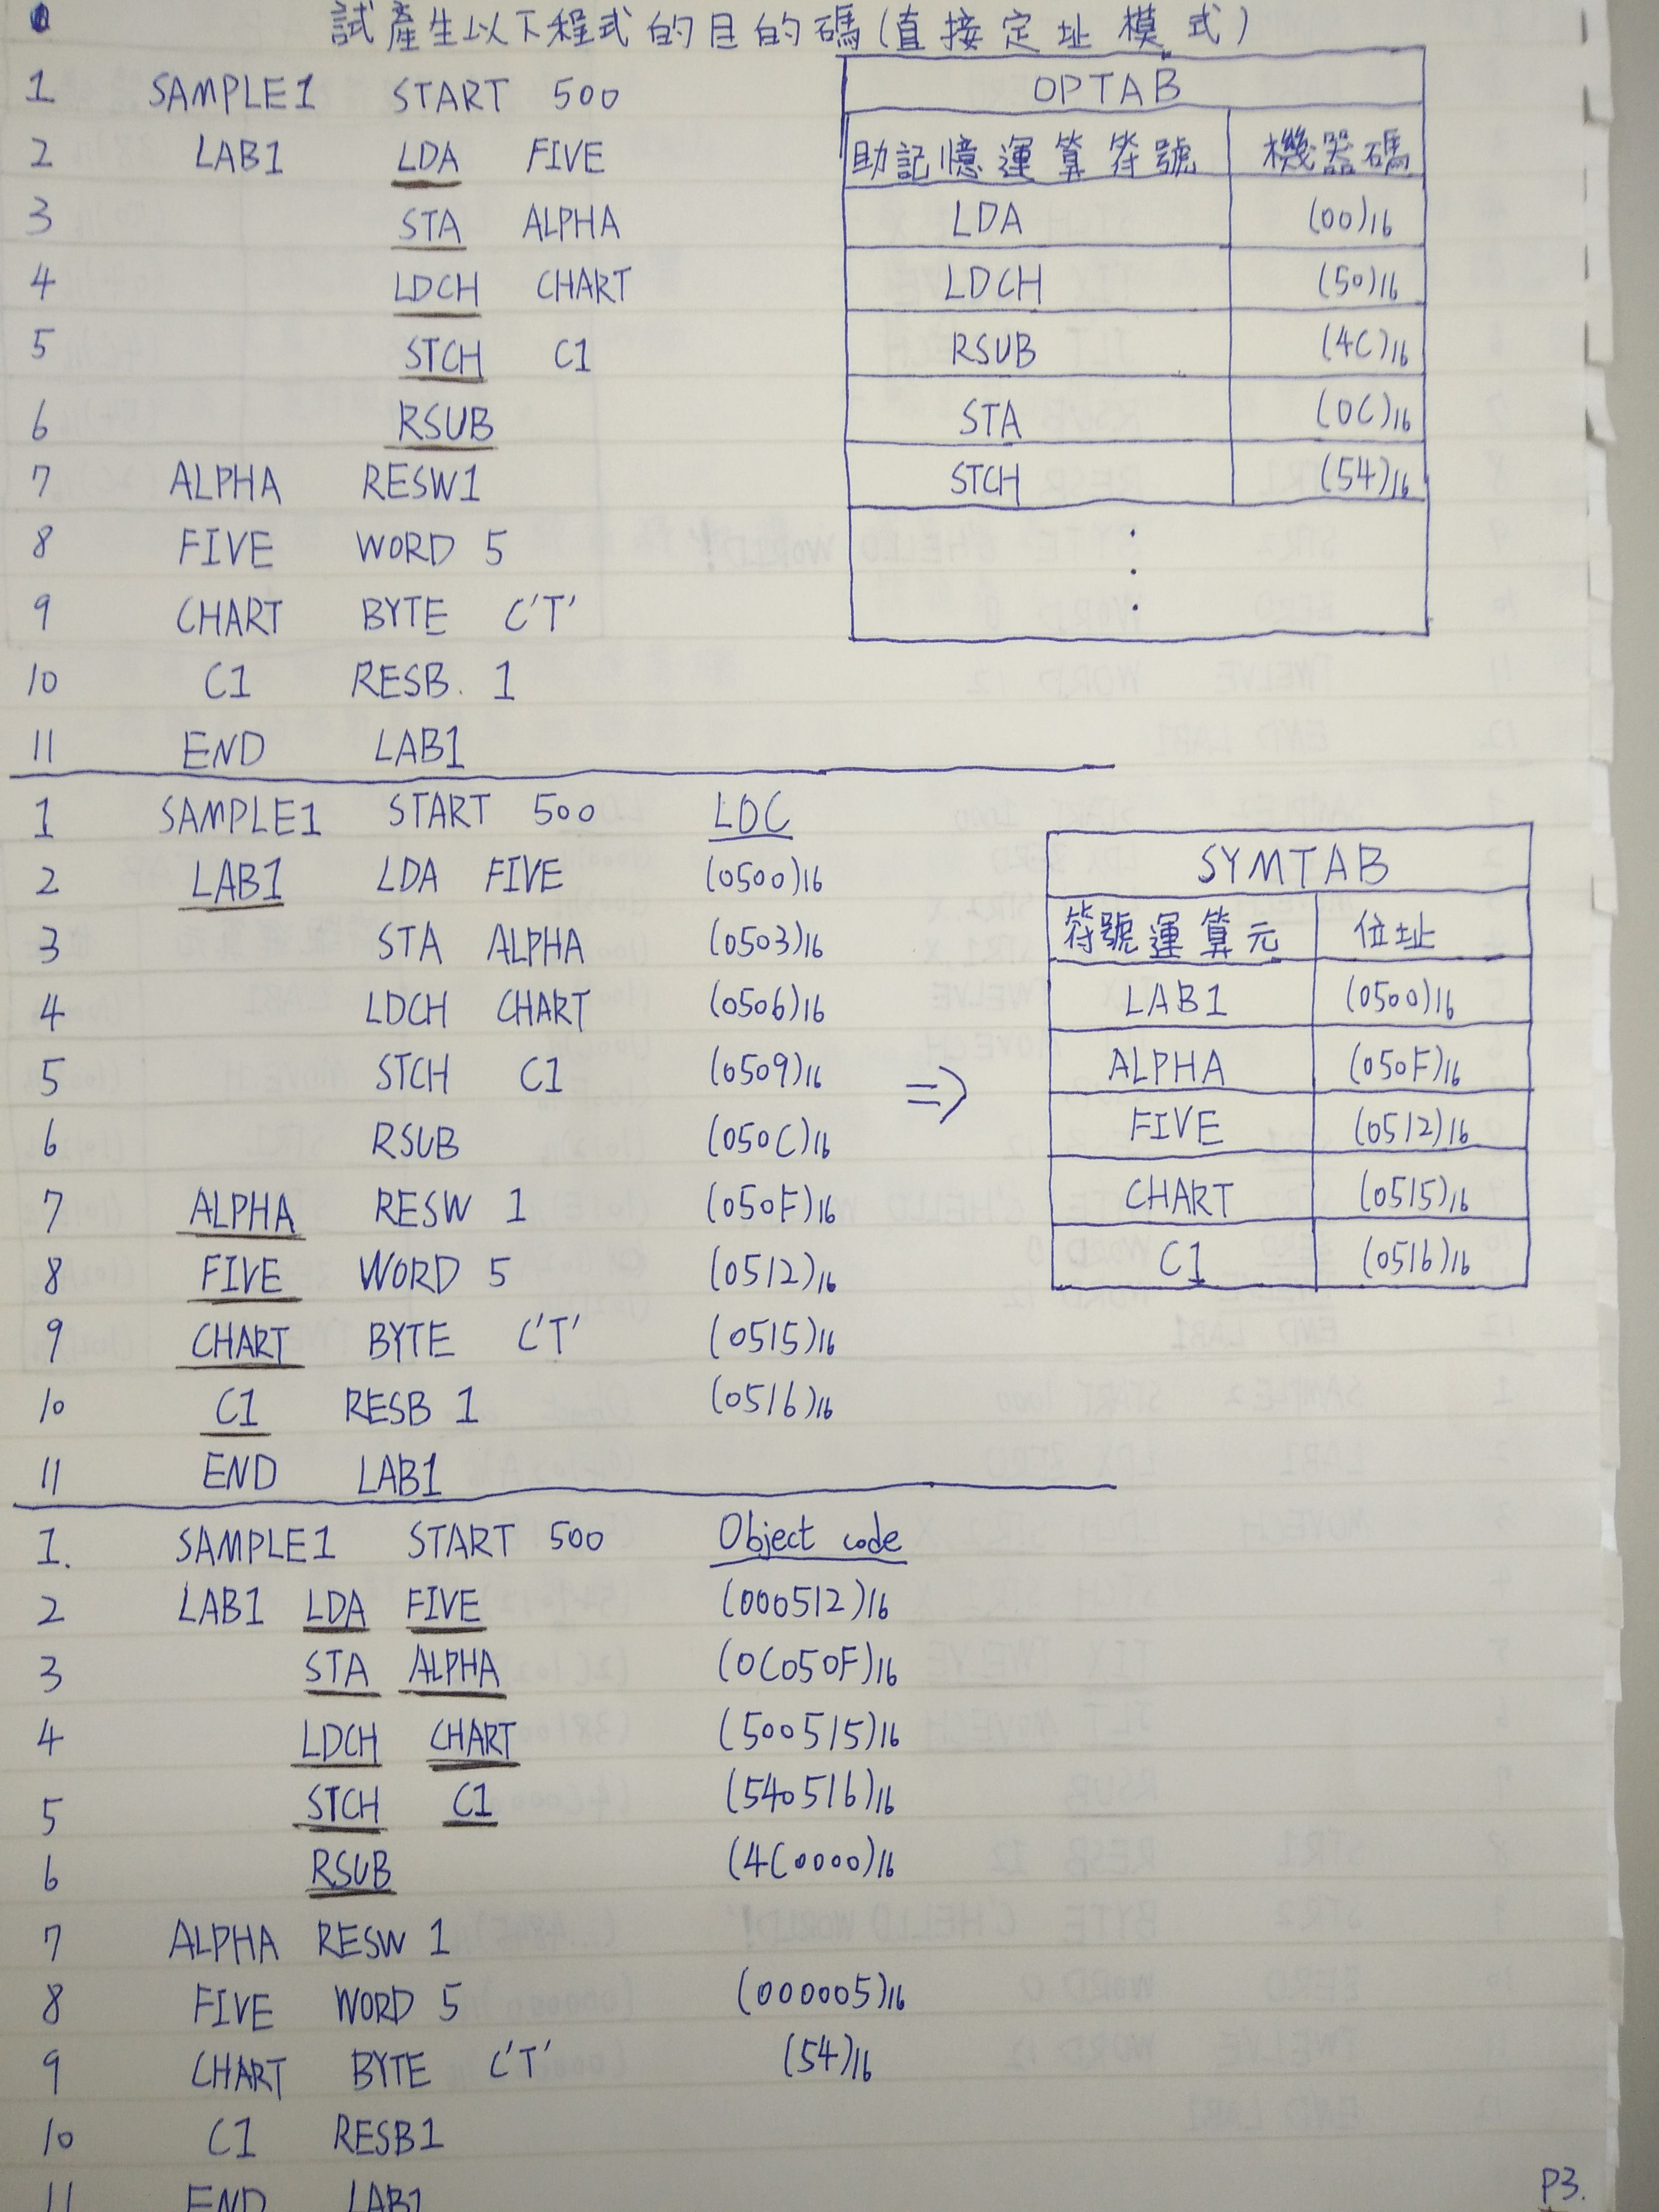 試產生以下程式的目的碼(直接定址模式)
1 SAMPLE1 START 500
2 LAB1 LDA FIVE
3 STA ALPHA
4 LDCH CHART
5 STCH C1
6 RSUB
7 ALPHA RESW1
8 FIVE WORD 5
9 CHART BYTE C'T'
10 C1 RESB. 1
11 END LAB1
OPTAB
助記憶運算符號 機器碼
LDA (00)16
LDCH (50)16
RSUB (4C)16
STA (0C)16
STCH (54)16
1 SAMPLE1 START 500 LOC
2 LAB1 LDA FIVE (0500)16
3 STA ALPHA (0503)16
4 LDCH CHART (0506)16
5 STCH C1 (0509)16 =>
6 RSUB (050C)16
7 ALPHA RESW 1 (050F)16
8 FIVE WORD 5 (0512)16
9 CHART BYTE C'T' (0515)16
10 C1 RESB 1 (0516)16
11 END LAB1
SYMTAB
符號運算元 位址
LAB1 (0500)16
ALPHA (050F)16
FIVE (0512)16
CHART (0515)16
C1 (0516)16
1. SAMPLE1 START 500 Object code
2 LAB1 LDA FIVE (000512)16
3 STA ALPHA (0C050F)16
4 LDCH CHART (500515)16
5 STCH C1 (540516)16
6 RSUB (4C0000)16
7 ALPHA RESW 1
8 FIVE WORD 5 (000005)16
9 CHART BYTE C'T' (54)16
10 C1 RESB1
11 END LAB1
P3.